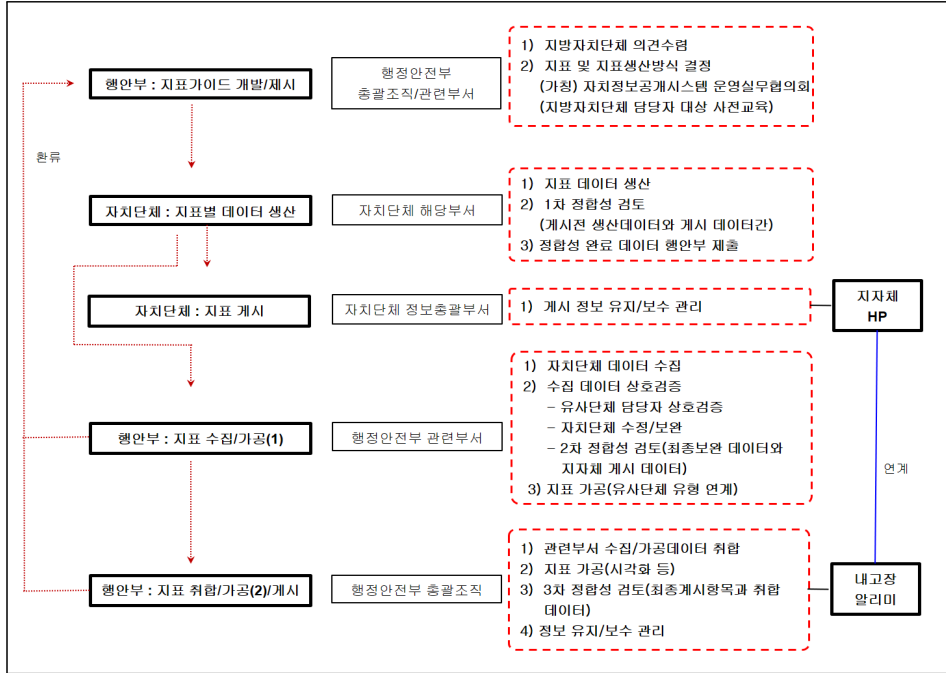 행안부 : 지표가이드 개발/제시
행정안전부
총괄조직/관련부서
1) 지방자치단체 의견수렴
2) 지표 및 지표생산방식 결정
(가칭) 자치정보공개시스템 운영실무협의회
(지방자치단체 담당자 대상 사전교육)
환류
자치단체 : 지표별 데이터 생산
자치단체 해당부서
1) 지표 데이터 생산
2) 1차 정합성 검토
(게시전 생산데이터와 게시 데이터간)
3) 정합성 완료 데이터 행안부 제출
자치단체 : 지표 게시
자치단체 정보총괄부서
1) 게시 정보 유지/보수 관리
지자체
HP
행안부 : 지표 수집/가공(1)
행정안전부 관련부서
1) 자치단체 데이터 수집
2) 수집 데이터 상호검증
– 유사단체 담당자 상호검증
– 자치단체 수정/보완
– 2차 정합성 검토(최종보완 데이터와
지자체 게시 데이터)
3) 지표 가공(유사단체 유형 연계)
연계
행안부 : 지표 취합/가공(2)/게시
행정안전부 총괄조직
1) 관련부서 수집/가공데이터 취합
2) 지표 가공(시각화 등)
3) 3차 정합성 검토(최종게시항목과 취합
데이터)
4) 정보 유지/보수 관리
내고장
알리미